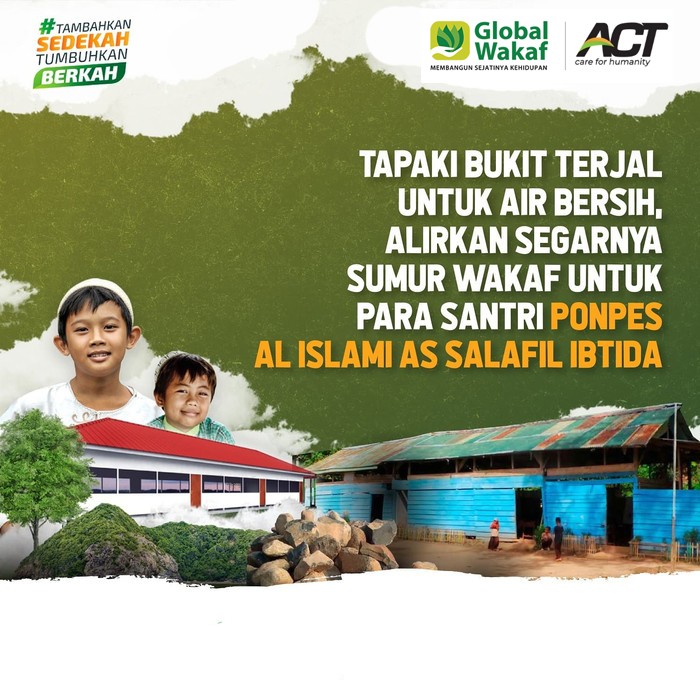 #TAMBAHKAN
SEDEKAH
TUMBUHKAN
BERKAH
Global
Wakaf
MEMBANGUN SEJATINYA KEHIDUPAN
ACT
care for humanity
TAPAKI BUKIT TERJAL
UNTUK AIR BERSIH,
ALIRKAN SEGARNYA
SUMUR WAKAF UNTUK
PARA SANTRI PONPES
AL ISLAMI AS SALAFIL IBTIDA